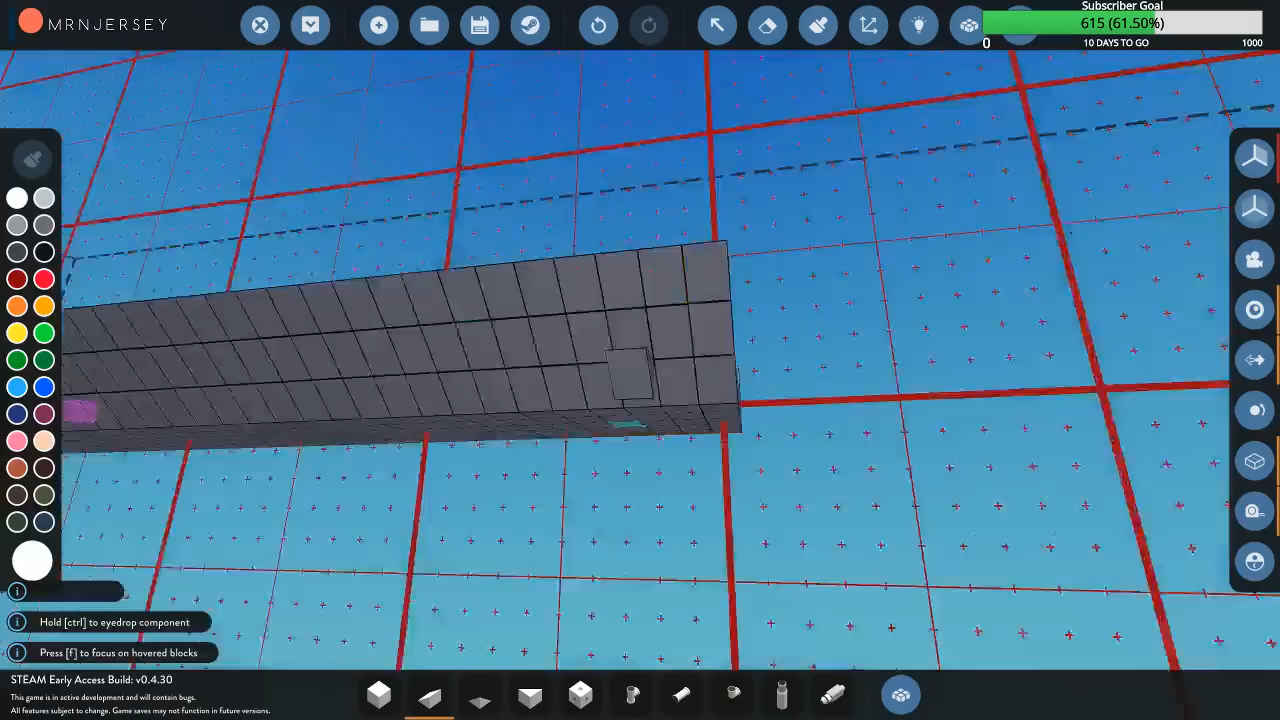 MRNJERSEY
Subscriber Goal
615 (61.50%)
0
10 DAYS TO GO
1000
Hold [ctrl] to eyedrop component
Press [f] to focus on hovered blocks
STEAM Early Access Build: v0.4.30
This game is in active development and will contain bugs.
All features subject to change. Game saves may not function in future versions.